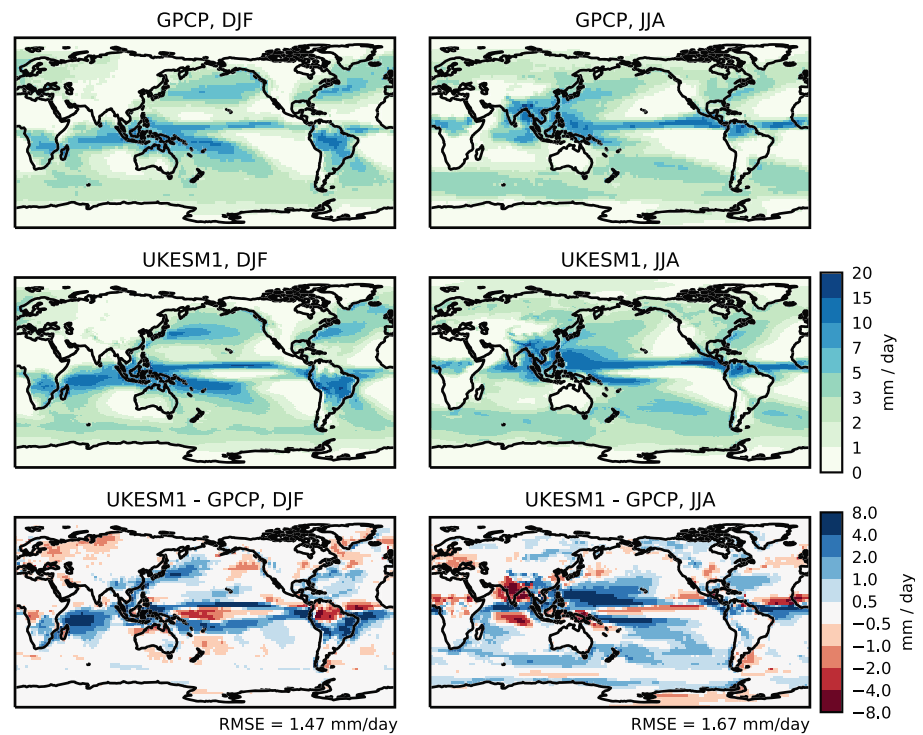 GPCP, DJF
GPCP, JJA
UKESM1, DJF
UKESM1, JJA
20
15
10
7
5
3
2
1
0
mm / day
UKESM1 - GPCP, DJF
UKESM1 - GPCP, JJA
8.0
4.0
2.0
1.0
0.5
−0.5
−1.0
−2.0
−4.0
−8.0
mm / day
RMSE = 1.47 mm/day
RMSE = 1.67 mm/day